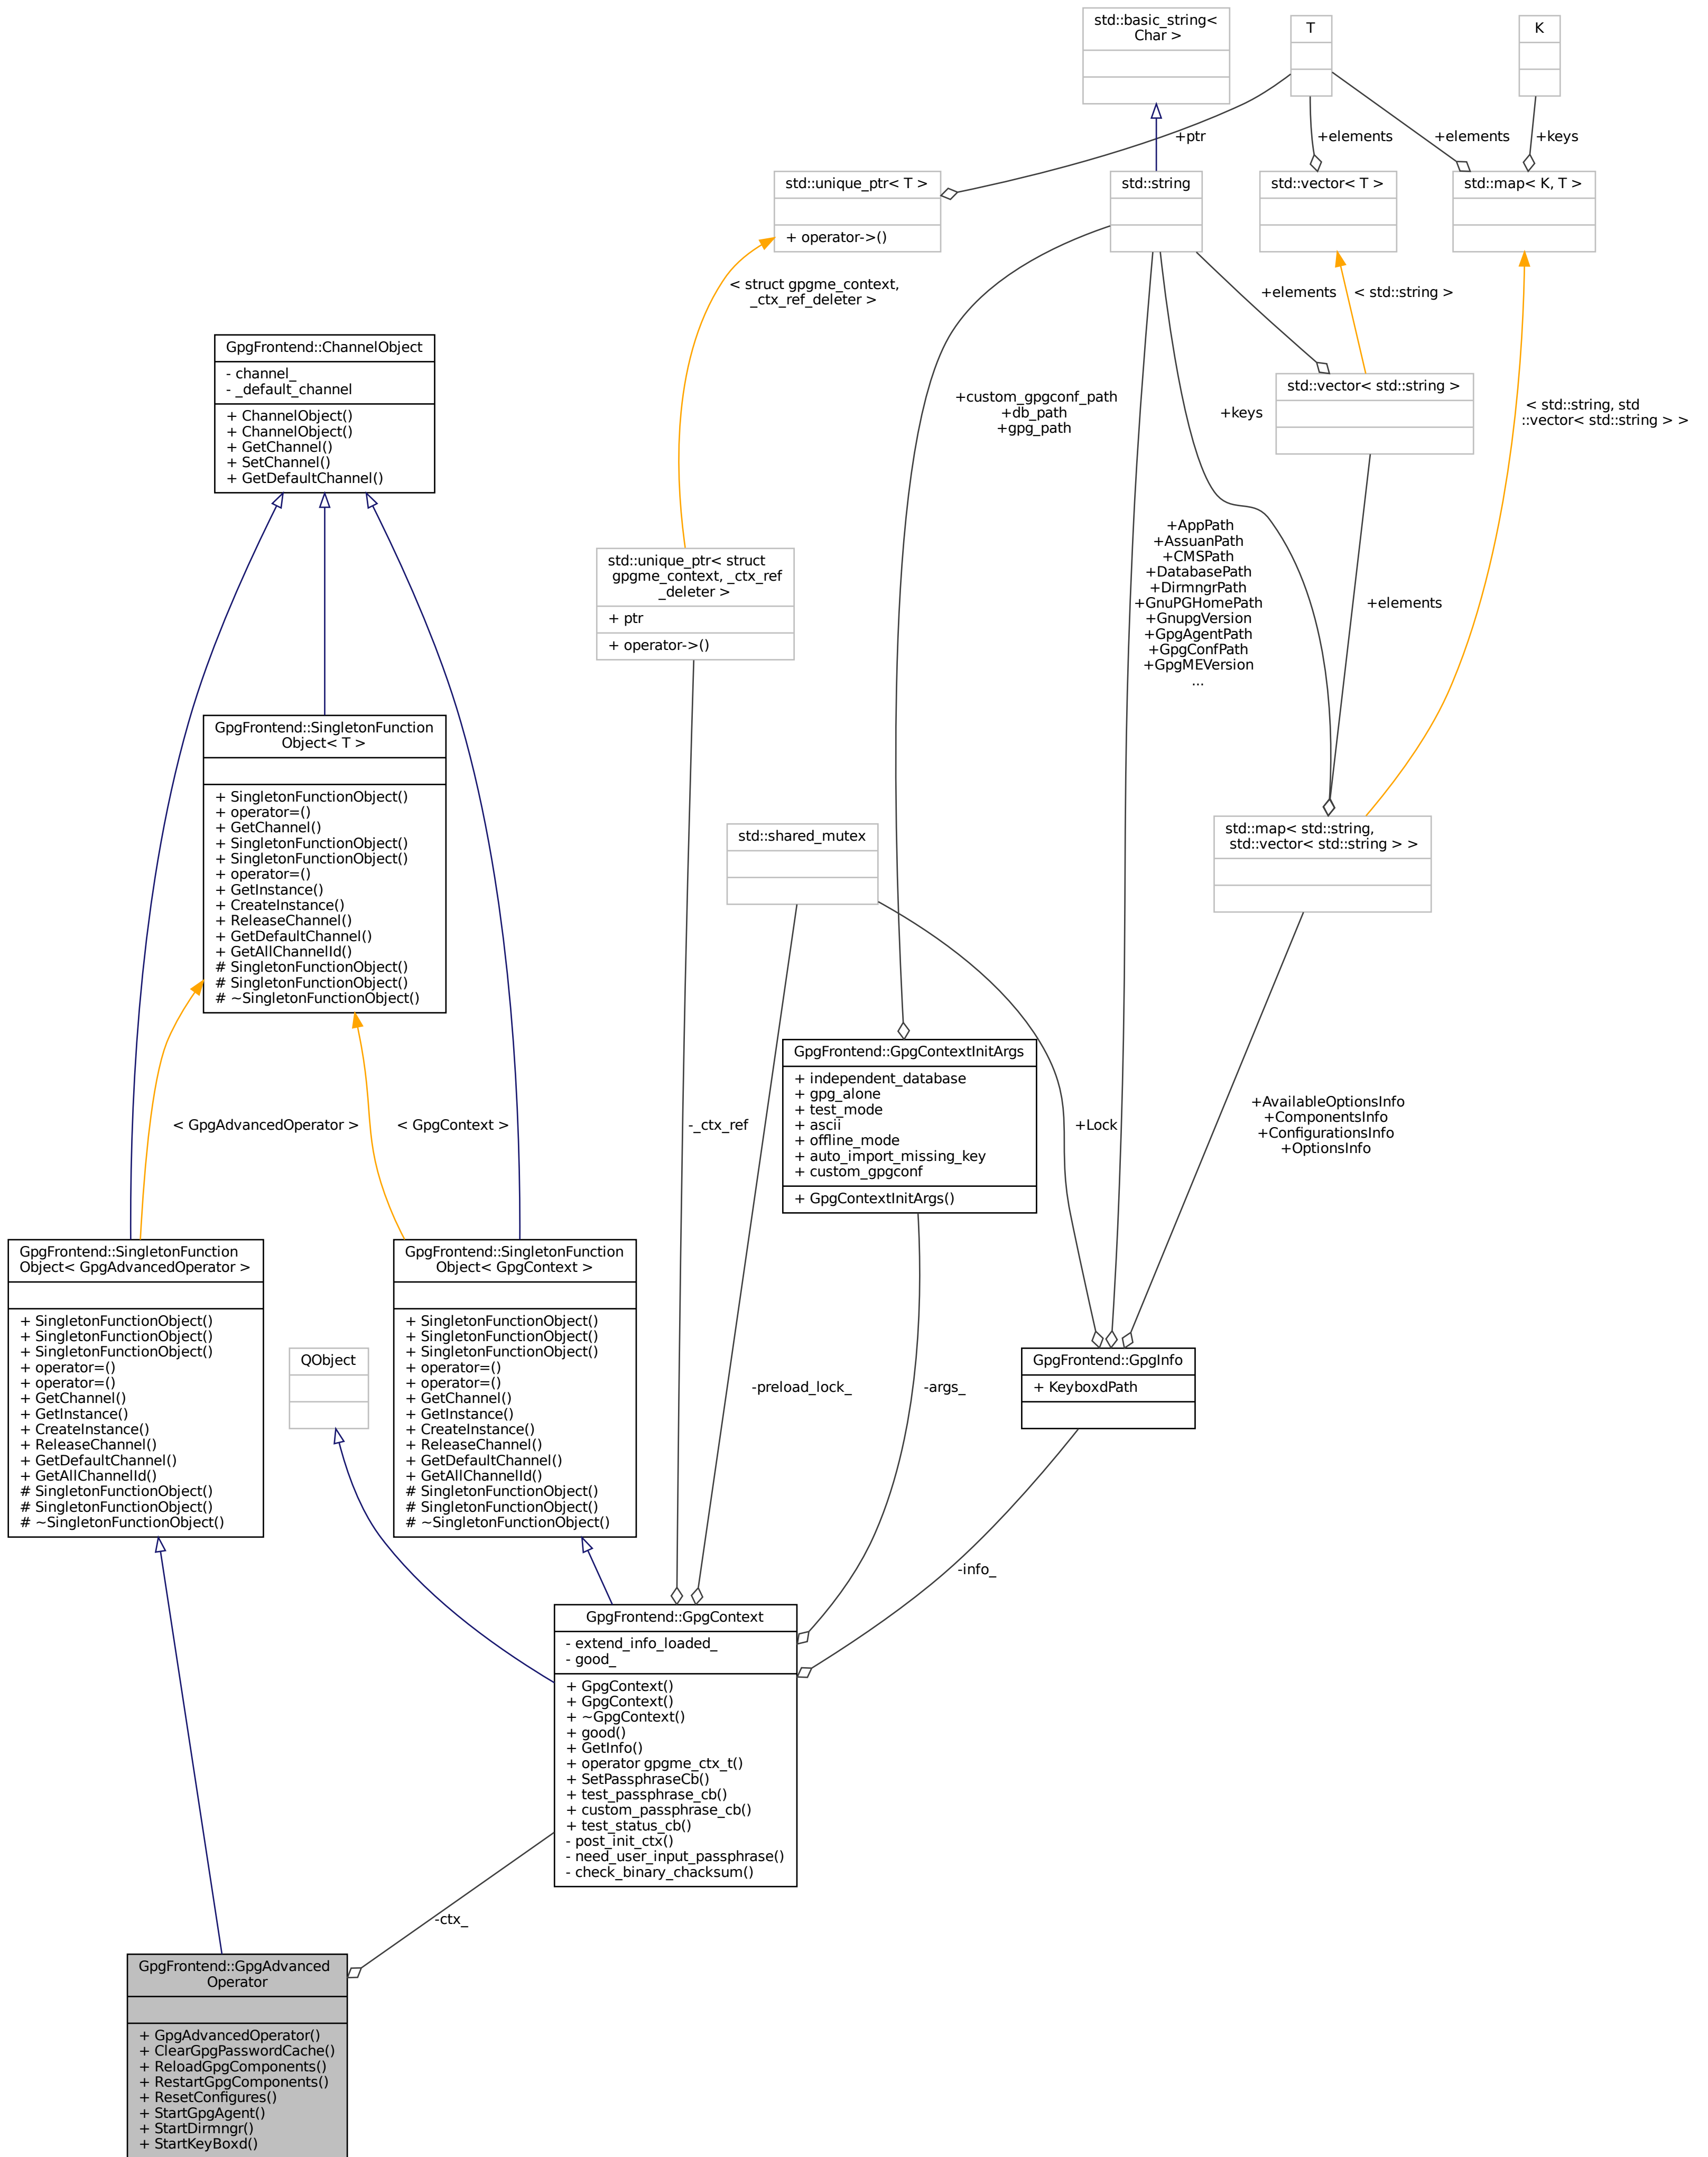 std::basic_string<
Char >
T
K
+ptr
+elements
+elements
+keys
std::unique_ptr< T >
+ operator->()
std::string
std::vector< T >
std::map< K, T >
< struct gpgme_context,
_ctx_ref_deleter >
+elements
< std::string >
GpgFrontend::ChannelObject
- channel_
- _default_channel
+ ChannelObject()
+ ChannelObject()
+ GetChannel()
+ SetChannel()
+ GetDefaultChannel()
+custom_gpgconf_path
+db_path
+gpg_path
+keys
std::vector< std::string >
< std::string, std
::vector< std::string > >
std::unique_ptr< struct
gpgme_context, _ctx_ref
_deleter >
+ ptr
+ operator->()
+AppPath
+AssuanPath
+CMSPath
+DatabasePath
+DirmngrPath
+GnuPGHomePath
+GnupgVersion
+GpgAgentPath
+GpgConfPath
+GpgMEVersion
...
+elements
GpgFrontend::SingletonFunction
Object< T >
+ SingletonFunctionObject()
+ operator=()
+ GetChannel()
+ SingletonFunctionObject()
+ SingletonFunctionObject()
+ operator=()
+ GetInstance()
+ CreateInstance()
+ ReleaseChannel()
+ GetDefaultChannel()
+ GetAllChannelId()
# SingletonFunctionObject()
# SingletonFunctionObject()
# ~SingletonFunctionObject()
std::shared_mutex
std::map< std::string,
std::vector< std::string > >
< GpgAdvancedOperator >
< GpgContext >
-_ctx_ref
GpgFrontend::GpgContextInitArgs
+ independent_database
+ gpg_alone
+ test_mode
+ ascii
+ offline_mode
+ auto_import_missing_key
+ custom_gpgconf
+ GpgContextInitArgs()
+Lock
+AvailableOptionsInfo
+ComponentsInfo
+ConfigurationsInfo
+OptionsInfo
GpgFrontend::SingletonFunction
Object< GpgAdvancedOperator >
+ SingletonFunctionObject()
+ SingletonFunctionObject()
+ SingletonFunctionObject()
+ operator=()
+ operator=()
+ GetChannel()
+ GetInstance()
+ CreateInstance()
+ ReleaseChannel()
+ GetDefaultChannel()
+ GetAllChannelId()
# SingletonFunctionObject()
# SingletonFunctionObject()
# ~SingletonFunctionObject()
QObject
GpgFrontend::SingletonFunction
Object< GpgContext >
+ SingletonFunctionObject()
+ SingletonFunctionObject()
+ SingletonFunctionObject()
+ operator=()
+ operator=()
+ GetChannel()
+ GetInstance()
+ CreateInstance()
+ ReleaseChannel()
+ GetDefaultChannel()
+ GetAllChannelId()
# SingletonFunctionObject()
# SingletonFunctionObject()
# ~SingletonFunctionObject()
-preload_lock_
-args_
GpgFrontend::GpgInfo
+ KeyboxdPath
-info_
GpgFrontend::GpgContext
- extend_info_loaded_
- good_
+ GpgContext()
+ GpgContext()
+ ~GpgContext()
+ good()
+ GetInfo()
+ operator gpgme_ctx_t()
+ SetPassphraseCb()
+ test_passphrase_cb()
+ custom_passphrase_cb()
+ test_status_cb()
- post_init_ctx()
- need_user_input_passphrase()
- check_binary_chacksum()
-ctx_
GpgFrontend::GpgAdvanced
Operator
+ GpgAdvancedOperator()
+ ClearGpgPasswordCache()
+ ReloadGpgComponents()
+ RestartGpgComponents()
+ ResetConfigures()
+ StartGpgAgent()
+ StartDirmngr()
+ StartKeyBoxd()